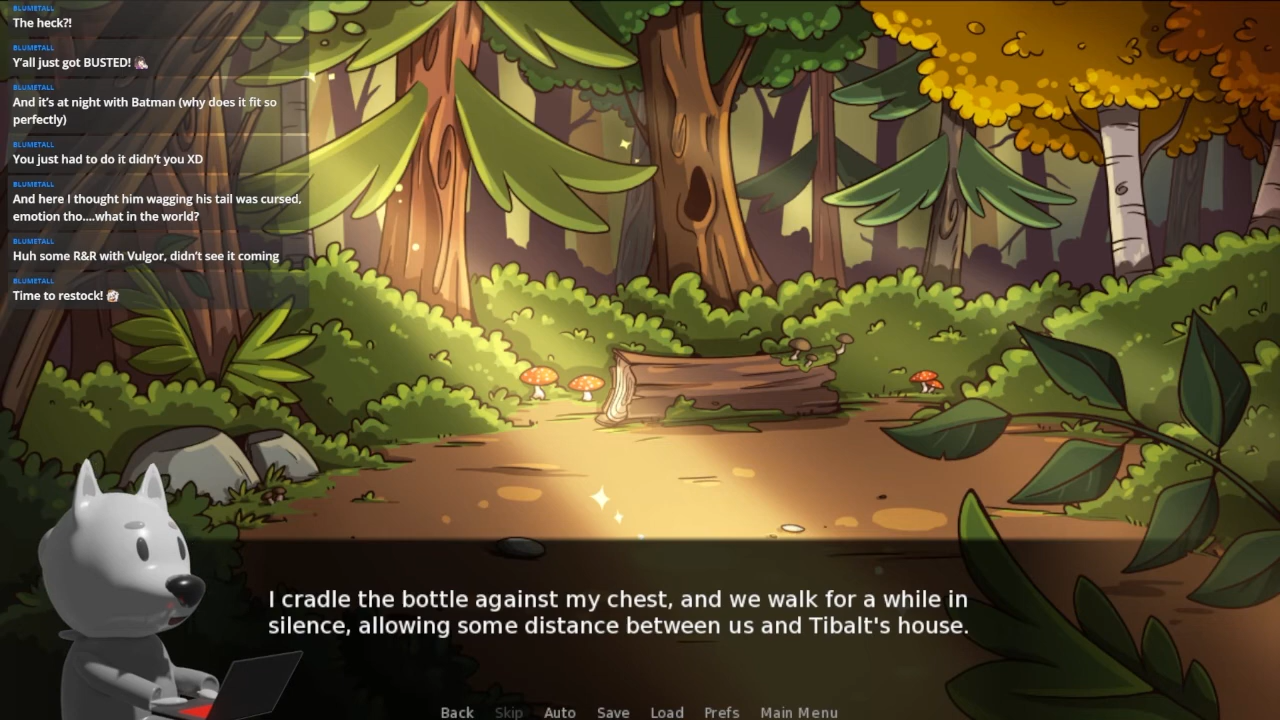 BLUMETALL
The heck?!
BLUMETALL
Y'all just got BUSTED!
BLUMETALL
And it's at night with Batman (why does it fit so
perfectly)
BLUMETALL
You just had to do it didn't you XD
BLUMETALL
And here I thought him wagging his tail was cursed,
emotion tho....what in the world?
BLUMETALL
Huh some R&R with Vulgor, didn't see it coming
BLUMETALL
Time to restock!
I cradle the bottle against my chest, and we walk for a while in
silence, allowing some distance between us and Tibalt's house.
Back Skip Auto Save Load Prefs Main Menu